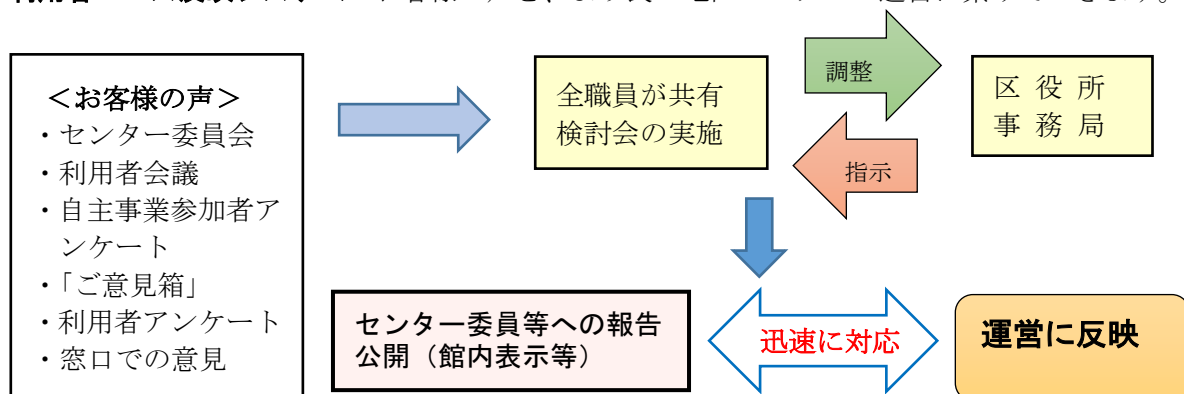 ＜お客様の声＞
・センター委員会
・利用者会議
・自主事業参加者ア
ンケート
・「ご意見箱」
・利用者アンケート
・窓口での意見
全職員が共有
検討会の実施
調整
指示
区 役 所
事 務 局
センター委員等への報告
公開（館内表示等）
迅速に対応
運営に反映